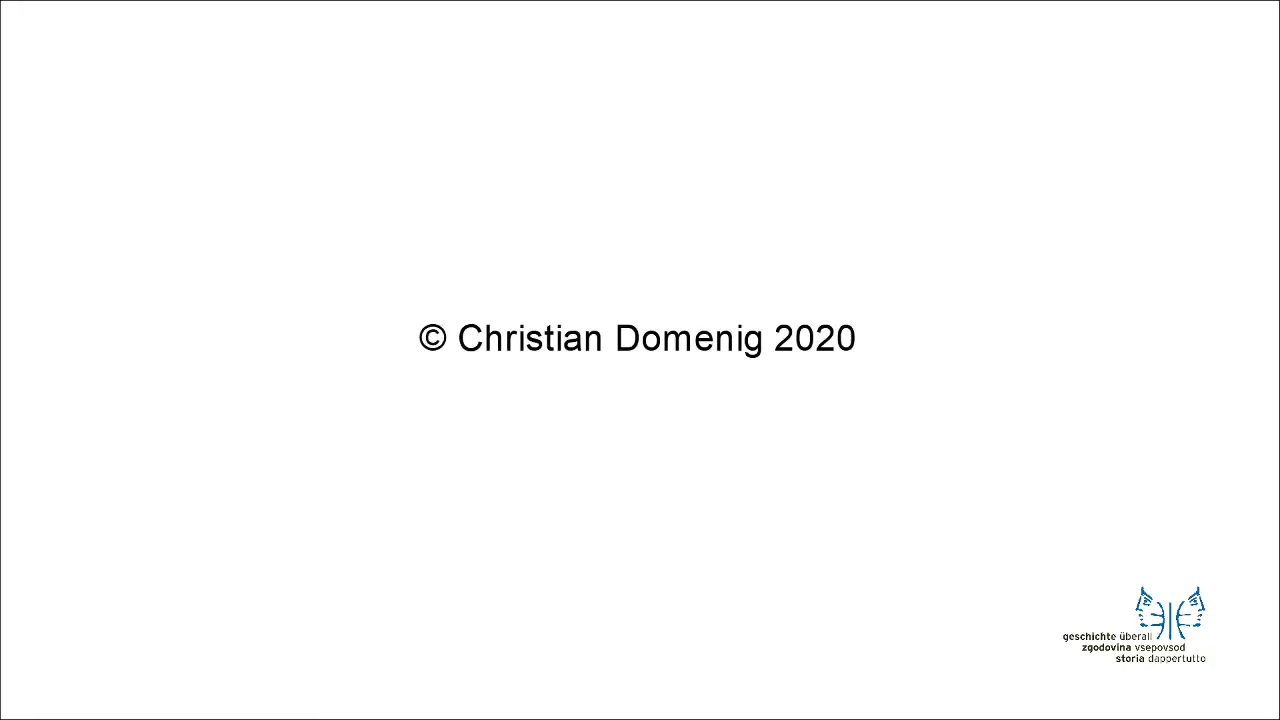 © Christian Domenig 2020
geschichte überall
zgodovina vsepovsod
storia dappertutto